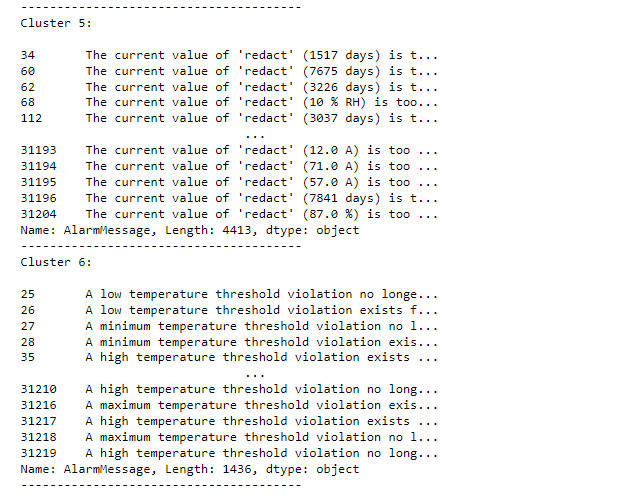 ---------------------------------------
Cluster 5:
34 The current value of 'redact' (1517 days) is t...
60 The current value of 'redact' (7675 days) is t...
62 The current value of 'redact' (3226 days) is t...
68 The current value of 'redact' (10 % RH) is too...
112 The current value of 'redact' (3037 days) is t...
...
31193 The current value of 'redact' (12.0 A) is too ...
31194 The current value of 'redact' (71.0 A) is too ...
31195 The current value of 'redact' (57.0 A) is too ...
31196 The current value of 'redact' (7841 days) is t...
31204 The current value of 'redact' (87.0 %) is too ...
Name: AlarmMessage, Length: 4413, dtype: object
---------------------------------------
Cluster 6:
25 A low temperature threshold violation no longe...
26 A low temperature threshold violation exists f...
27 A minimum temperature threshold violation no l...
28 A minimum temperature threshold violation exis...
35 A high temperature threshold violation exists ...
...
31210 A high temperature threshold violation no long...
31216 A maximum temperature threshold violation exis...
31217 A high temperature threshold violation exists ...
31218 A maximum temperature threshold violation no l...
31219 A high temperature threshold violation no long...
Name: AlarmMessage, Length: 1436, dtype: object
---------------------------------------